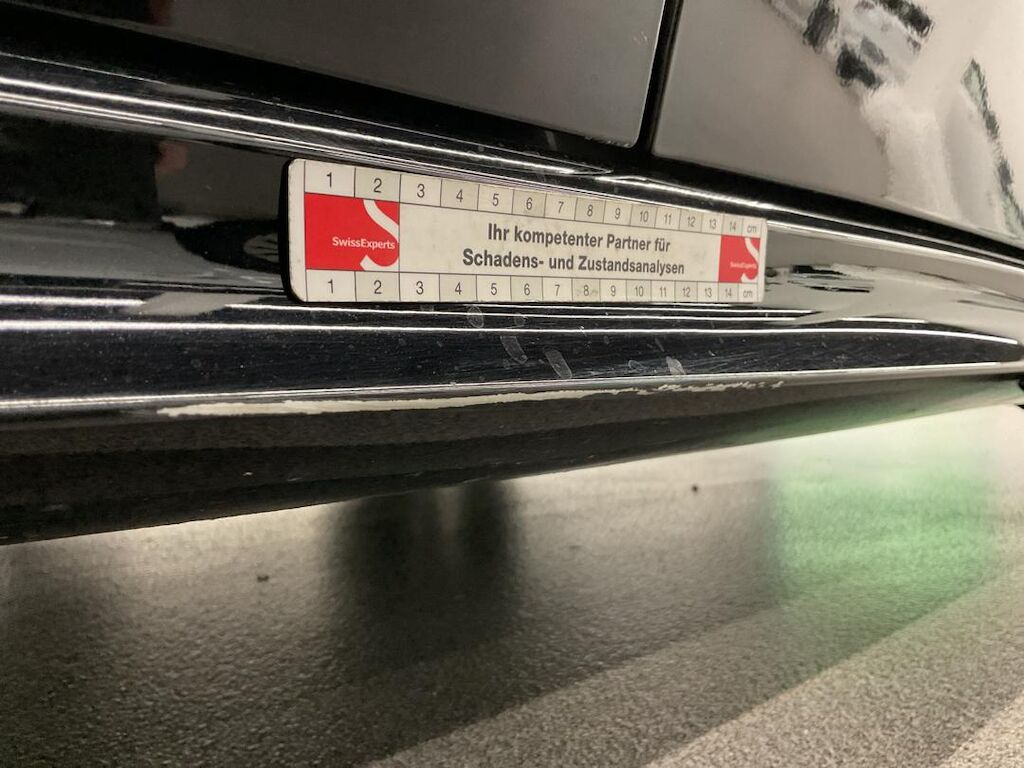 1 2 3 4 5 6 7 8 9 10 11 12 13 14 cm
SwissExperts
Ihr kompetenter Partner für
Schadens- und Zustandsanalysen
SwissExperts
1 2 3 4 5 6 7 8 9 10 11 12 13 14 cm